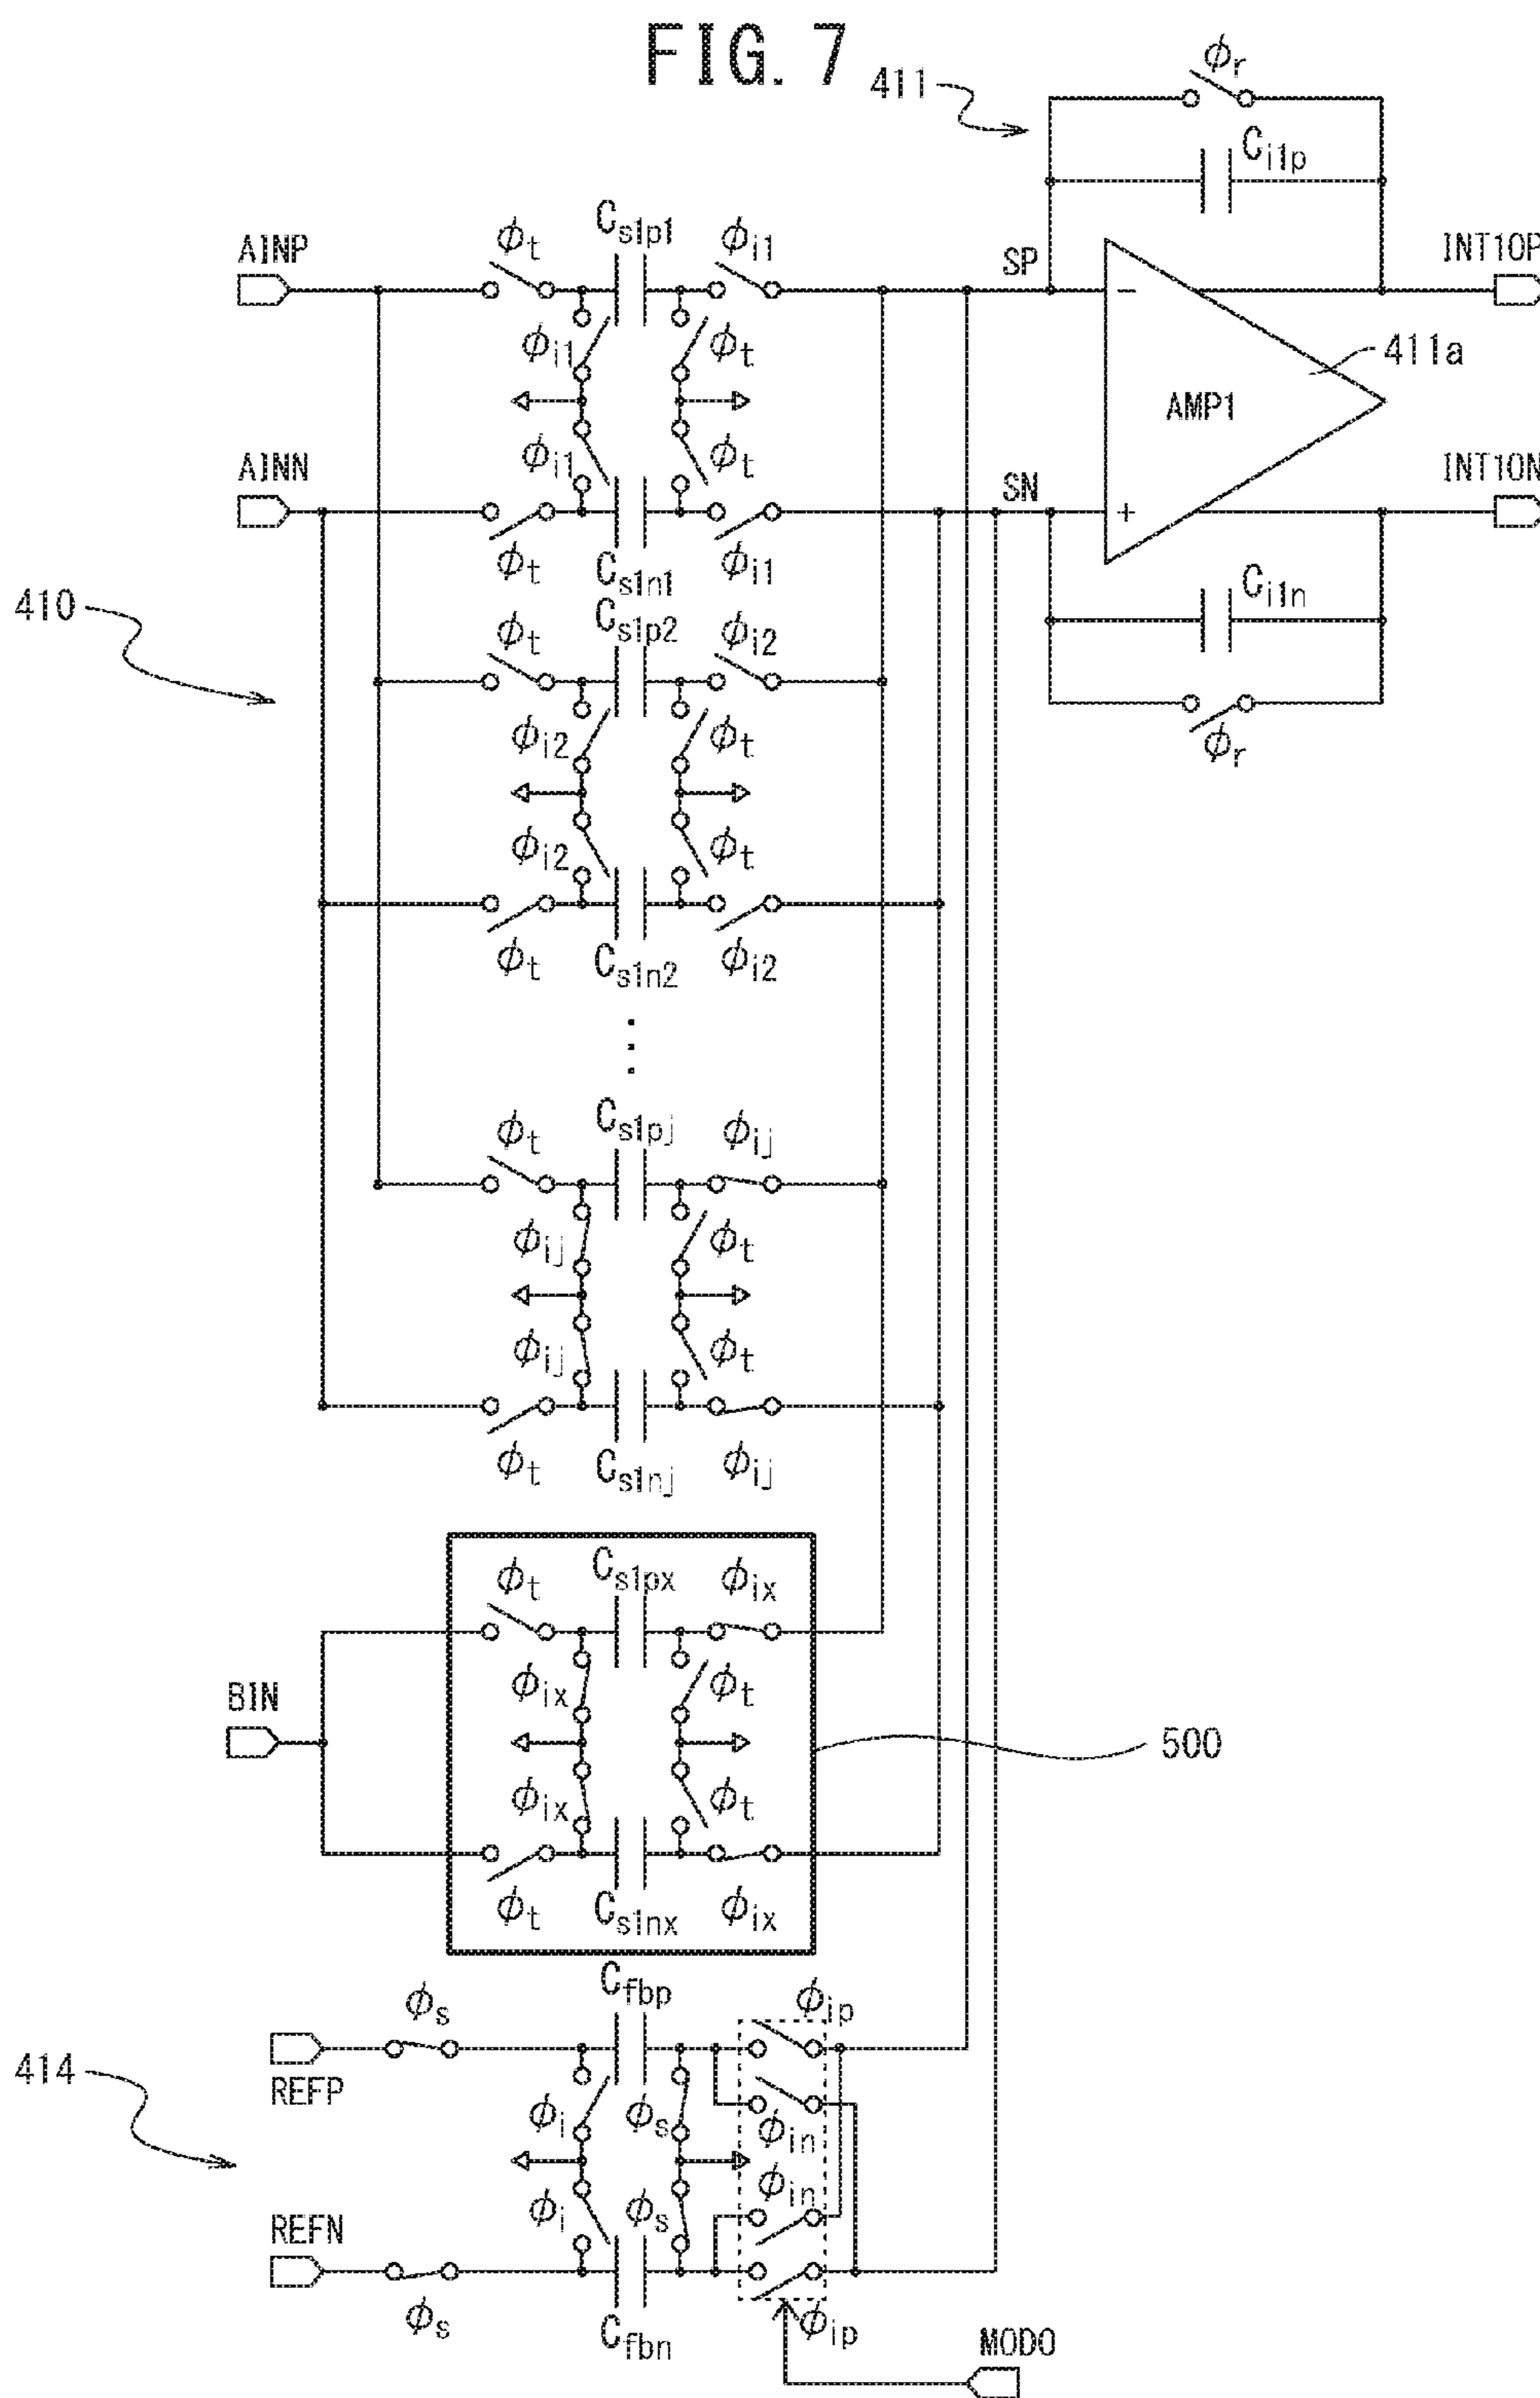 FIG. 7
411
ϕr
Ci1p
AINP
ϕt
Cs1p1
ϕi1
SP
INT1OP
ϕi1
ϕt
−
411a
AMP1
AINN
ϕi1
ϕt
SN
INT1ON
+
ϕt
Cs1n1
ϕi1
Ci1n
410
ϕt
Cs1p2
ϕi2
ϕi2
ϕt
ϕr
ϕi2
ϕt
ϕt
Cs1n2
ϕi2
⋮
ϕt
Cs1pj
ϕij
ϕij
ϕt
ϕij
ϕt
ϕt
Cs1nj
ϕij
ϕt
Cs1px
ϕix
BIN
ϕix
ϕt
500
ϕix
ϕt
ϕt
Cs1nx
ϕix
ϕs
Cfbp
ϕip
414
REFP
ϕi
ϕs
ϕin
ϕin
REFN
ϕi
ϕs
ϕs
Cfbn
ϕip
MODO